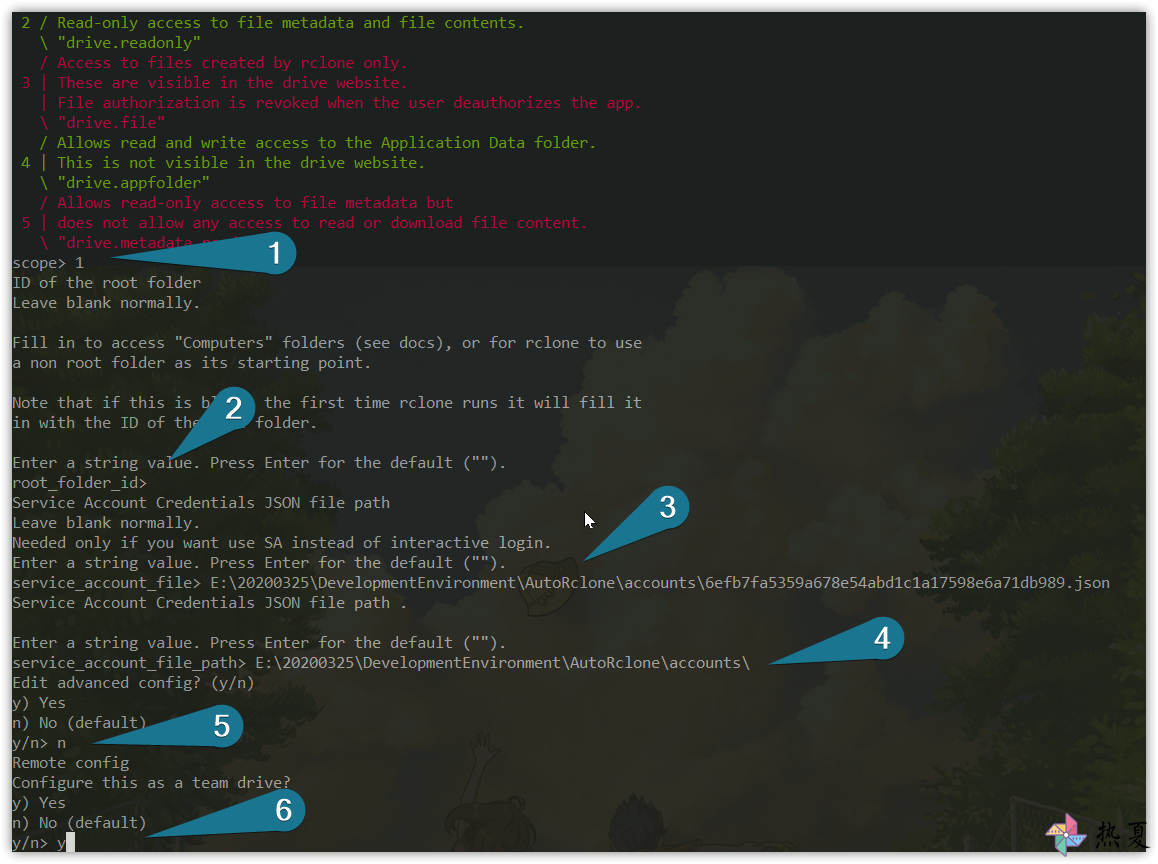 2 / Read-only access to file metadata and file contents.
\ "drive.readonly"
/ Access to files created by rclone only.
3 | These are visible in the drive website.
| File authorization is revoked when the user deauthorizes the app.
\ "drive.file"
/ Allows read and write access to the Application Data folder.
4 | This is not visible in the drive website.
\ "drive.appfolder"
/ Allows read-only access to file metadata but
5 | does not allow any access to read or download file content.
\ "drive.metadata
1
scope> 1
ID of the root folder
Leave blank normally.
Fill in to access "Computers" folders (see docs), or for rclone to use
a non root folder as its starting point.
Note that if this is the first time rclone runs it will fill it
2
in with the ID of the folder.
Enter a string value. Press Enter for the default ("").
root_folder_id>
Service Account Credentials JSON file path
3
Leave blank normally.
Needed only if you want use SA instead of interactive login.
Enter a string value. Press Enter for the default ("").
service_account_file> E:\20200325\DevelopmentEnvironment\AutoRclone\accounts\6efb7fa5359a678e54abd1c1a17598e6a71db989.json
Service Account Credentials JSON file path .
Enter a string value. Press Enter for the default ("").
4
service_account_file_path> E:\20200325\DevelopmentEnvironment\AutoRclone\accounts\
Edit advanced config? (y/n)
y) Yes
n) No (default)
5
y/n> n
Remote config
Configure this as a team drive?
y) Yes
n) No (default)
6
y/n> y
热夏